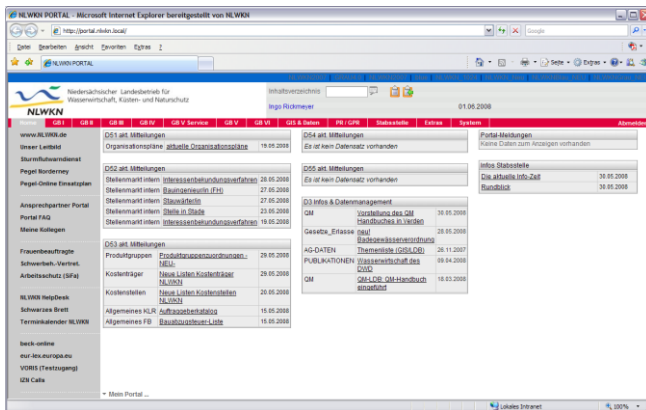 NLWKN PORTAL - Microsoft Internet Explorer bereitgestellt von NLWKN
http://portal.nlwkn.local/
Google
Datei Bearbeiten Ansicht Favoriten Extras ?
NLWKN PORTAL
Seite Extras
Niedersächsischer Landesbetrieb für
Wasserwirtschaft, Küsten- und Naturschutz
NLWKN
Inhaltsverzeichnis
Ingo Rickmeyer
01.06.2008
Home GB I GB II GB III GB IV GB V Service GB V GB VI GIS & Daten PR / GPR Stabsstelle Extras System Abmelden
www.NLWKN.de
Unser Leitbild
Sturmflutwarndienst
Pegel Norderney
Pegel-Online Einsatzplan
Ansprechpartner Portal
Portal FAQ
Meine Kollegen
Frauenbeauftragte
Schwerbeh.-Vertret.
Arbeitsschutz (SiFa)
NLWKN HelpDesk
Schwarzes Brett
Terminkalender NLWKN
beck-online
eur-lex.europa.eu
VORIS (Testzugang)
IZN Calls
D51 akt. Mitteilungen
Organisationspläne aktuelle Organisationspläne 19.05.2008
D52 akt. Mitteilungen
Stellenmarkt intern Interessenbekundungsverfahren 28.05.2008
Stellenmarkt intern BauingenieurIn (FH) 27.05.2008
Stellenmarkt intern StauwärterIn 27.05.2008
Stellenmarkt intern Stelle in Stade 23.05.2008
Stellenmarkt intern Interessenbekundungsverfahren 19.05.2008
D53 akt. Mitteilungen
Produktgruppen Produktgruppenzuordnungen - 29.05.2008
NEU-
Kostenträger Neue Listen Kostenträger 29.05.2008
NLWKN
Kostenstellen Neue Listen Kostenstellen 20.05.2008
NLWKN
Allgemeines KLR Auftraggeberkatalog 15.05.2008
Allgemeines FB Bauabzugsteuer-Liste 15.05.2008
D54 akt. Mitteilungen
Es ist kein Datensatz vorhanden
D55 akt. Mitteilungen
Es ist kein Datensatz vorhanden
D3 Infos & Datenmanagement
QM Vorstellung des QM 30.05.2008
Handbuches in Verden
Gesetze_Erlasse neu! 28.05.2008
Badegewässerverordnung
AG-DATEN Themenliste (GIS/LDB) 26.11.2007
PUBLIKATIONEN Wasserwirtschaft des 09.04.2008
DWD
QM QM-LDB: QM-Handbuch 18.03.2008
eingeführt
Portal-Meldungen
Keine Daten zum Anzeigen vorhanden
Infos Stabsstelle
Die aktuelle Info-Zeit 30.05.2008
Rundblick 30.05.2008
Mein Portal ...
Lokales Intranet
100%